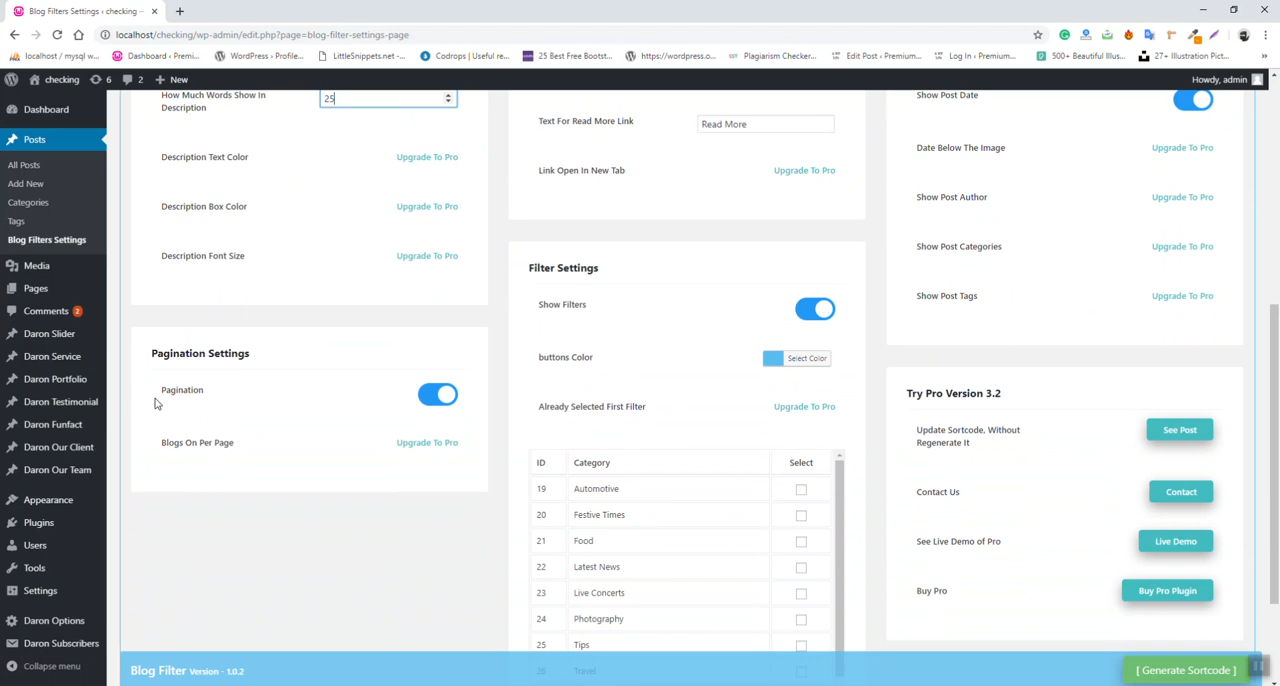 Blog Filters Settings ‹ checking —
localhost/checking/wp-admin/edit.php?page=blog-filter-settings-page
localhost / mysql w...
Dashboard ‹ Premi...
WordPress › Profile...
LittleSnippets.net -...
Codrops | Useful re...
25 Best Free Bootst...
https://wordpress.o...
Plagiarism Checker...
Edit Post ‹ Premium...
Log In ‹ Premium...
500+ Beautiful Illus...
27+ Illustration Pict...
checking
6
2
New
Howdy, admin
Dashboard
Posts
All Posts
Add New
Categories
Tags
Blog Filters Settings
Media
Pages
Comments 2
Daron Slider
Daron Service
Daron Portfolio
Daron Testimonial
Daron Funfact
Daron Our Client
Daron Our Team
Appearance
Plugins
Users
Tools
Settings
Daron Options
Daron Subscribers
Collapse menu
How Much Words Show In
Description
25
Description Text Color
Upgrade To Pro
Description Box Color
Upgrade To Pro
Description Font Size
Upgrade To Pro
Pagination Settings
Pagination
Blogs On Per Page
Upgrade To Pro
Text For Read More Link
Read More
Link Open In New Tab
Upgrade To Pro
Filter Settings
Show Filters
buttons Color
Select Color
Already Selected First Filter
Upgrade To Pro
ID Category Select
19 Automotive
20 Festive Times
21 Food
22 Latest News
23 Live Concerts
24 Photography
25 Tips
26 Travel
Show Post Date
Date Below The Image
Upgrade To Pro
Show Post Author
Upgrade To Pro
Show Post Categories
Upgrade To Pro
Show Post Tags
Upgrade To Pro
Try Pro Version 3.2
Update Sortcode, Without
Regenerate It
See Post
Contact Us
Contact
See Live Demo of Pro
Live Demo
Buy Pro
Buy Pro Plugin
Blog Filter Version - 1.0.2
[ Generate Sortcode ]